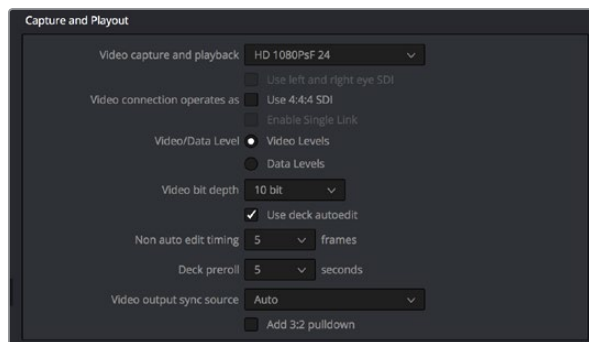 Capture and Playout
Video capture and playback HD 1080PsF 24
Use left and right eye SDI
Video connection operates as Use 4:4:4 SDI
Enable Single Link
Video/Data Level Video Levels
Data Levels
Video bit depth 10 bit
Use deck autoedit
Non auto edit timing 5 frames
Deck preroll 5 seconds
Video output sync source Auto
Add 3:2 pulldown